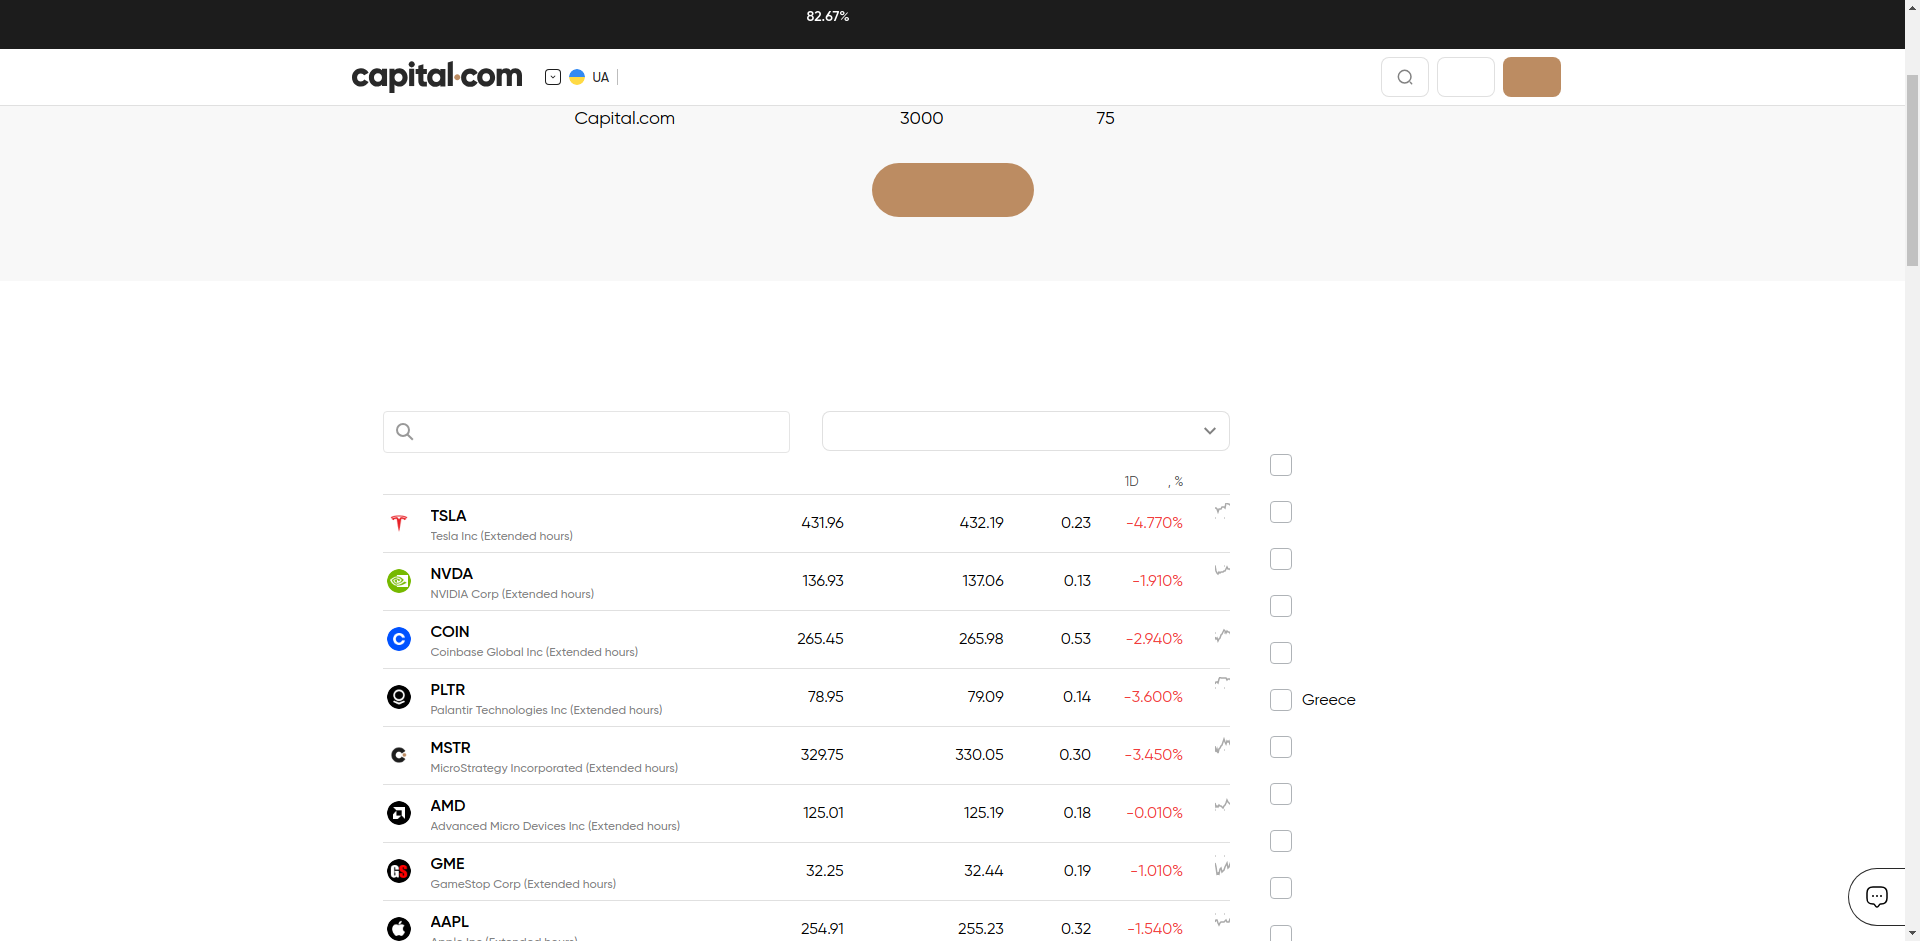 82.67%
capital.com
UA
Capital.com 3000 75
1D , %
TSLA
Tesla Inc (Extended hours)
431.96 432.19 0.23 -4.770%
NVDA
NVIDIA Corp (Extended hours)
136.93 137.06 0.13 -1.910%
COIN
Coinbase Global Inc (Extended hours)
265.45 265.98 0.53 -2.940%
PLTR
Palantir Technologies Inc (Extended hours)
78.95 79.09 0.14 -3.600%
Greece
MSTR
MicroStrategy Incorporated (Extended hours)
329.75 330.05 0.30 -3.450%
AMD
Advanced Micro Devices Inc (Extended hours)
125.01 125.19 0.18 -0.010%
GME
GameStop Corp (Extended hours)
32.25 32.44 0.19 -1.010%
AAPL
Apple Inc (Extended hours)
254.91 255.23 0.32 -1.540%